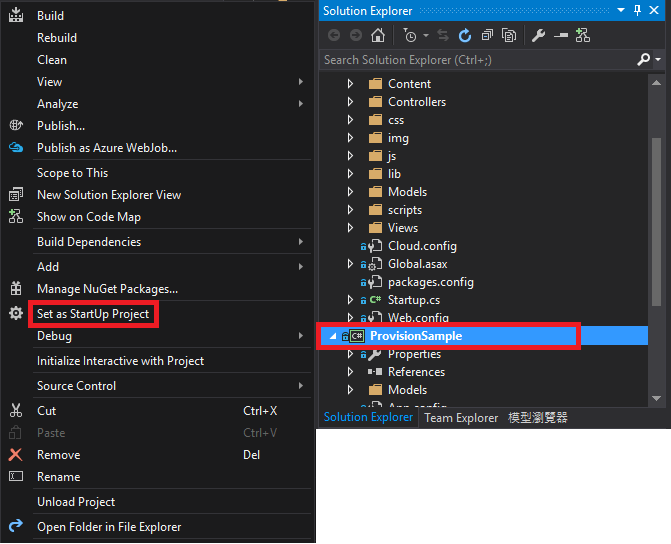 Build
Rebuild
Clean
View
Analyze
Publish...
Publish as Azure WebJob...
Scope to This
New Solution Explorer View
Show on Code Map
Build Dependencies
Add
Manage NuGet Packages...
Set as StartUp Project
Debug
Initialize Interactive with Project
Source Control
Cut Ctrl+X
Paste Ctrl+V
Remove Del
Rename
Unload Project
Open Folder in File Explorer
Solution Explorer
Search Solution Explorer (Ctrl+;)
Content
Controllers
css
img
js
lib
Models
scripts
Views
Cloud.config
Global.asax
packages.config
C# Startup.cs
Web.config
C# ProvisionSample
Properties
References
Models
App.config
Solution Explorer Team Explorer 模型瀏覽器